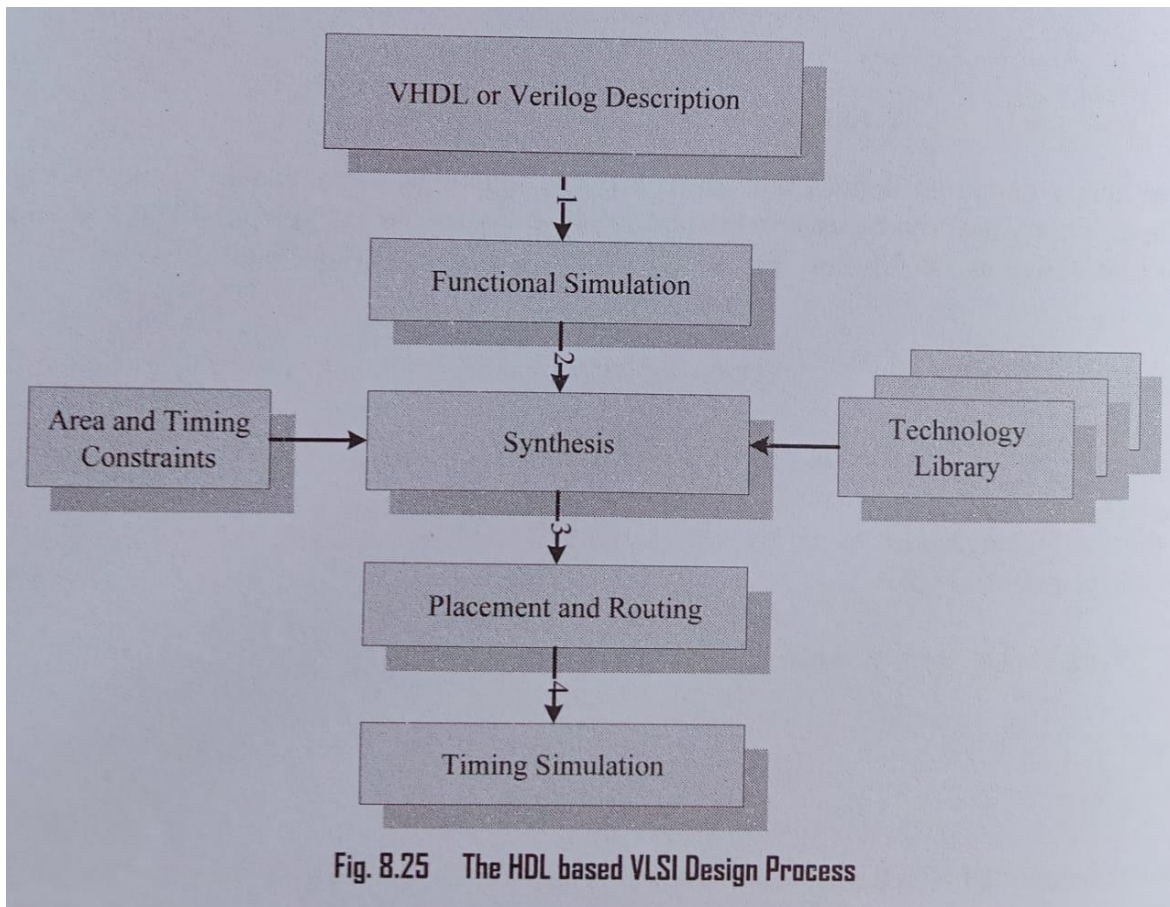 VHDL or Verilog Description
1
Functional Simulation
2
Area and Timing
Constraints
Synthesis
Technology
Library
3
Placement and Routing
4
Timing Simulation
Fig. 8.25 The HDL based VLSI Design Process